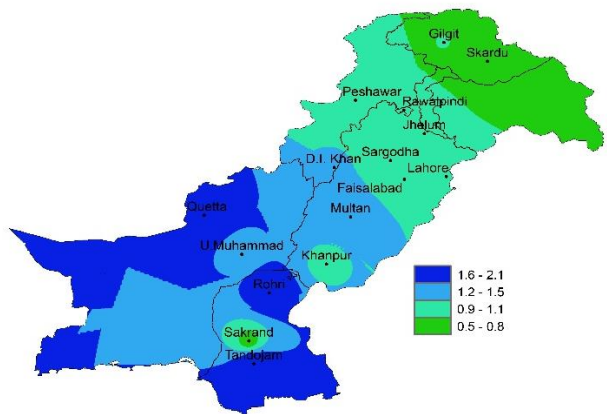 Gilgit
Skardu
Peshawar
Rawalpindi
Jhelum
Sargodha
D.I. Khan
Lahore
Faisalabad
Quetta
Multan
U.Muhammad
Khanpur
Rohri
Sakrand
Tandojam
1.6 - 2.1
1.2 - 1.5
0.9 - 1.1
0.5 - 0.8